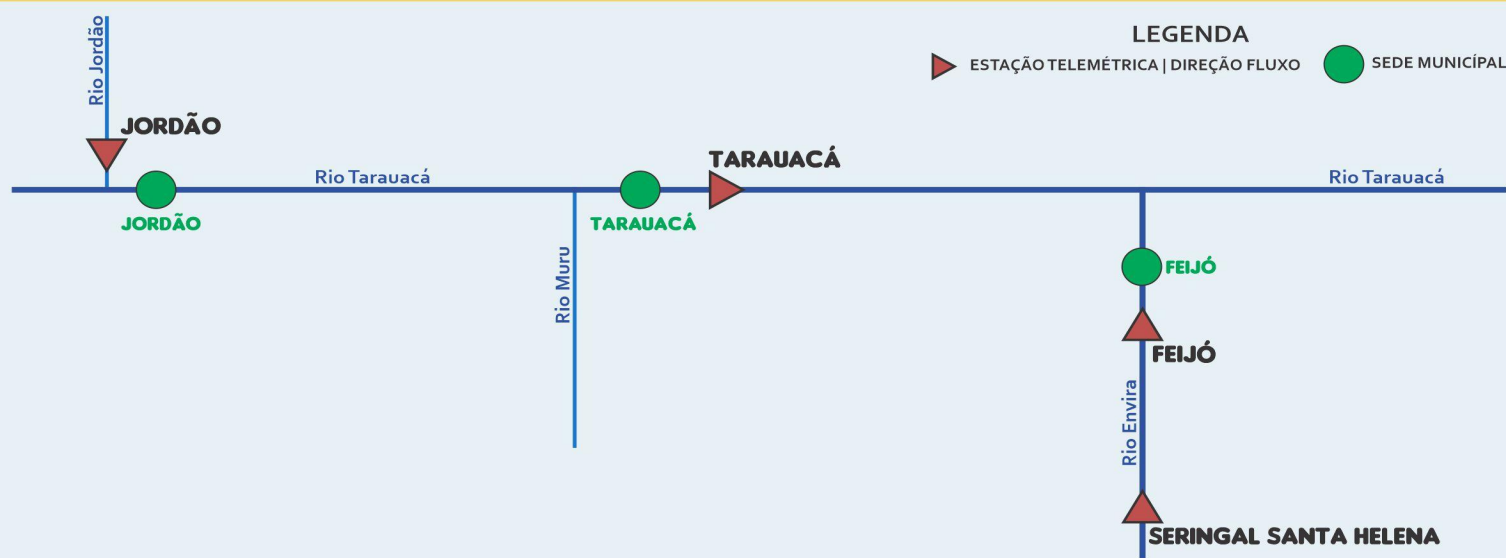 LEGENDA
ESTAÇÃO TELEMÉTRICA | DIREÇÃO FLUXO
SEDE MUNICÍPAL
Rio Jordão
JORDÃO
JORDÃO
Rio Tarauacá
Rio Muru
TARAUACÁ
TARAUACÁ
Rio Tarauacá
FEIJÓ
FEIJÓ
Rio Envira
SERINGAL SANTA HELENA